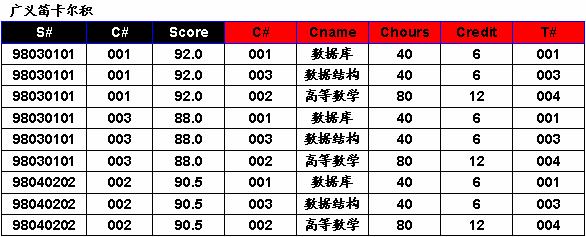 广义笛卡尔积
S# C# Score C# Cname Chours Credit T#
98030101 001 92.0 001 数据库 40 6 001
98030101 001 92.0 003 数据结构 40 6 003
98030101 001 92.0 002 高等数学 80 12 004
98030101 003 88.0 001 数据库 40 6 001
98030101 003 88.0 003 数据结构 40 6 003
98030101 003 88.0 002 高等数学 80 12 004
98040202 002 90.5 001 数据库 40 6 001
98040202 002 90.5 003 数据结构 40 6 003
98040202 002 90.5 002 高等数学 80 12 004